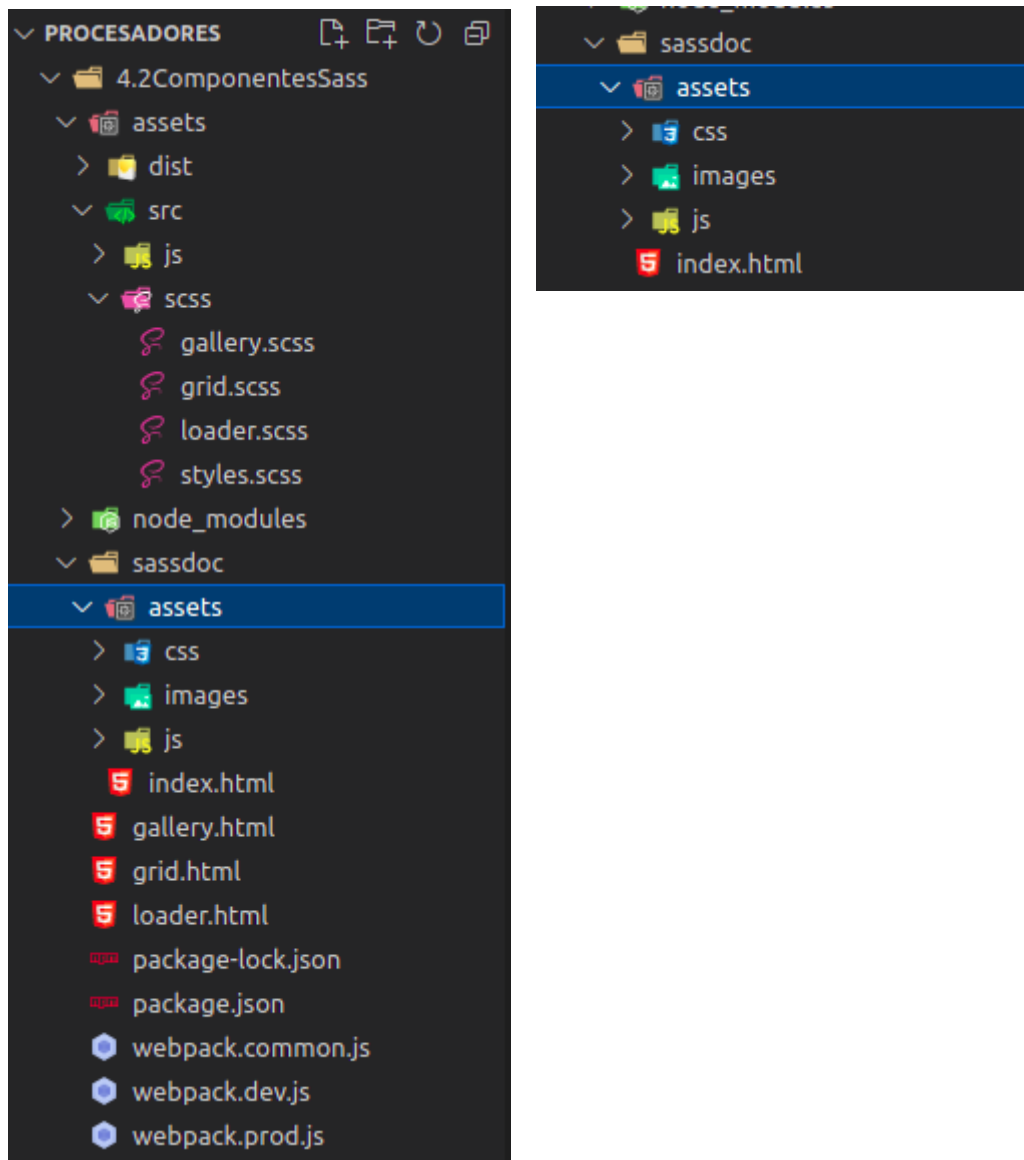 PROCESADORES
4.2ComponentesSass
assets
dist
src
js
scss
gallery.scss
grid.scss
loader.scss
styles.scss
node_modules
sassdoc
assets
css
images
js
index.html
gallery.html
grid.html
loader.html
package-lock.json
package.json
webpack.common.js
webpack.dev.js
webpack.prod.js
node_modules
sassdoc
assets
css
images
js
index.html